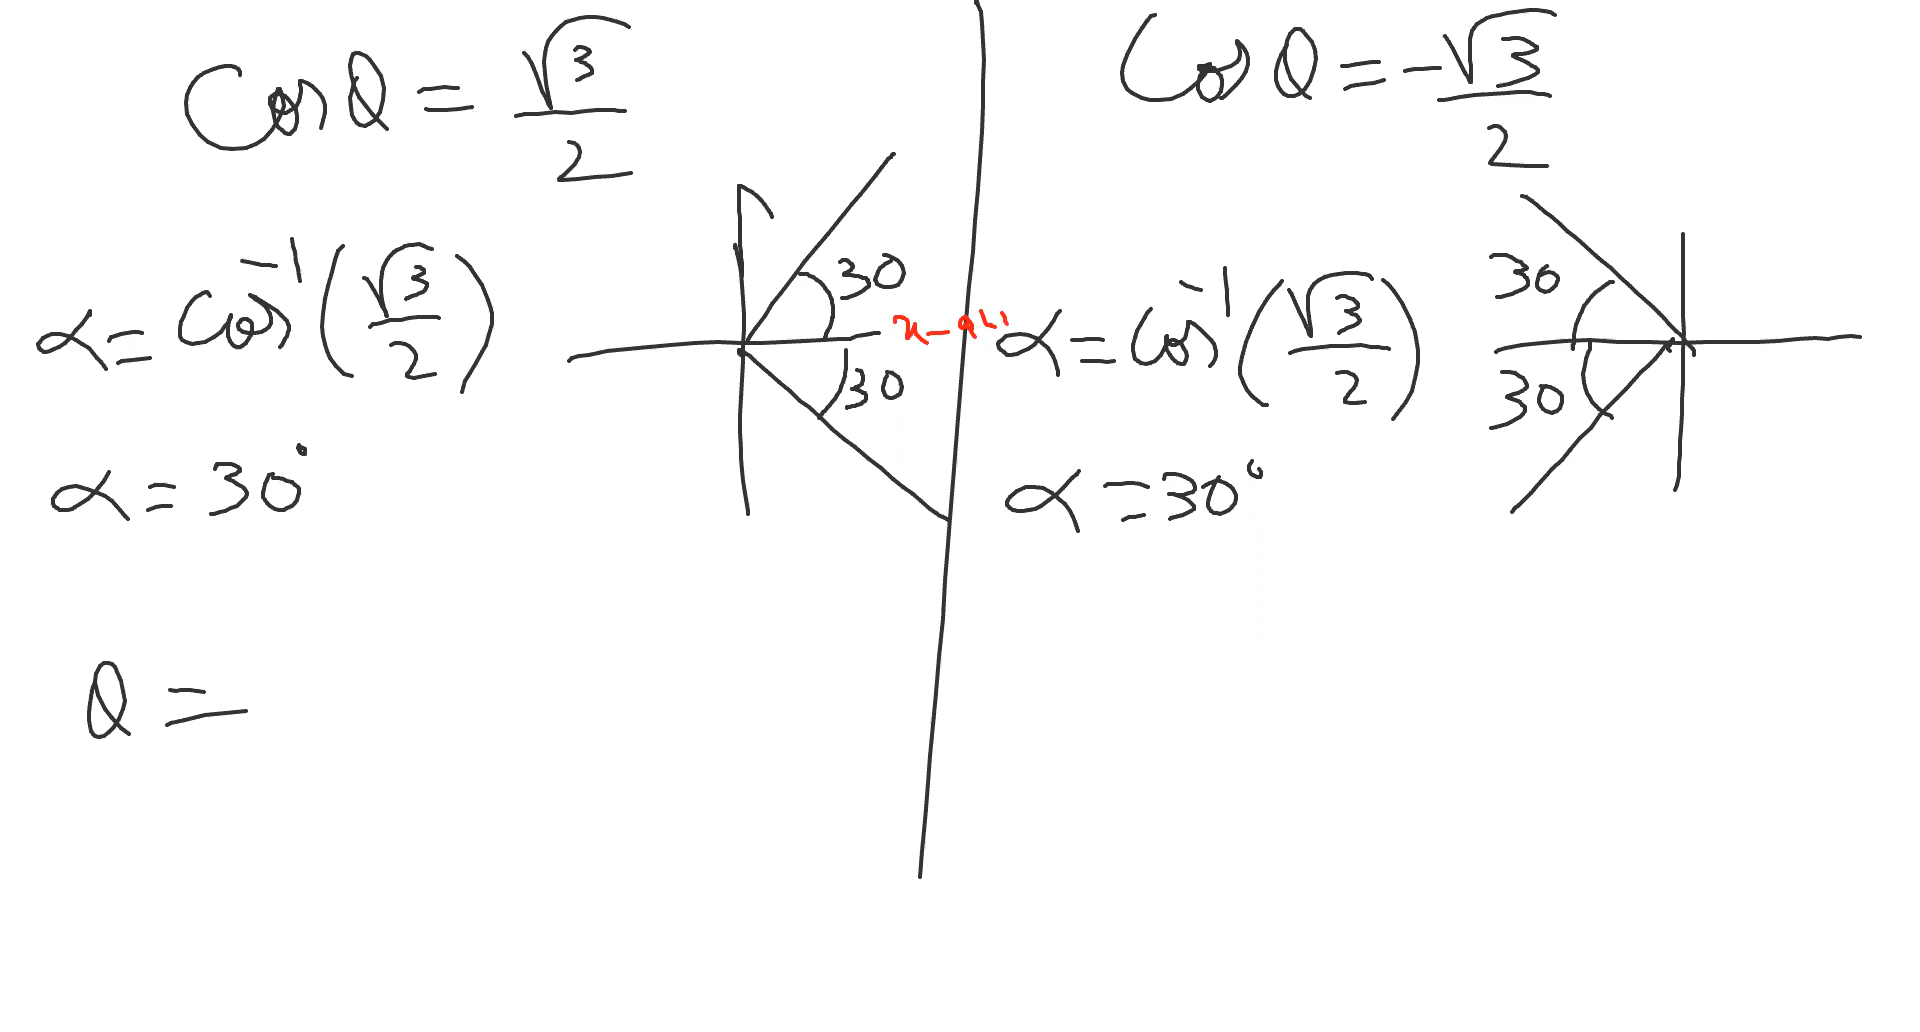 Cos θ = √3/2
α = cos⁻¹(√3/2)
30
30
α = 30°
θ =
Cos θ = -√3/2
α = cos⁻¹(√3/2)
30
30
α = 30°